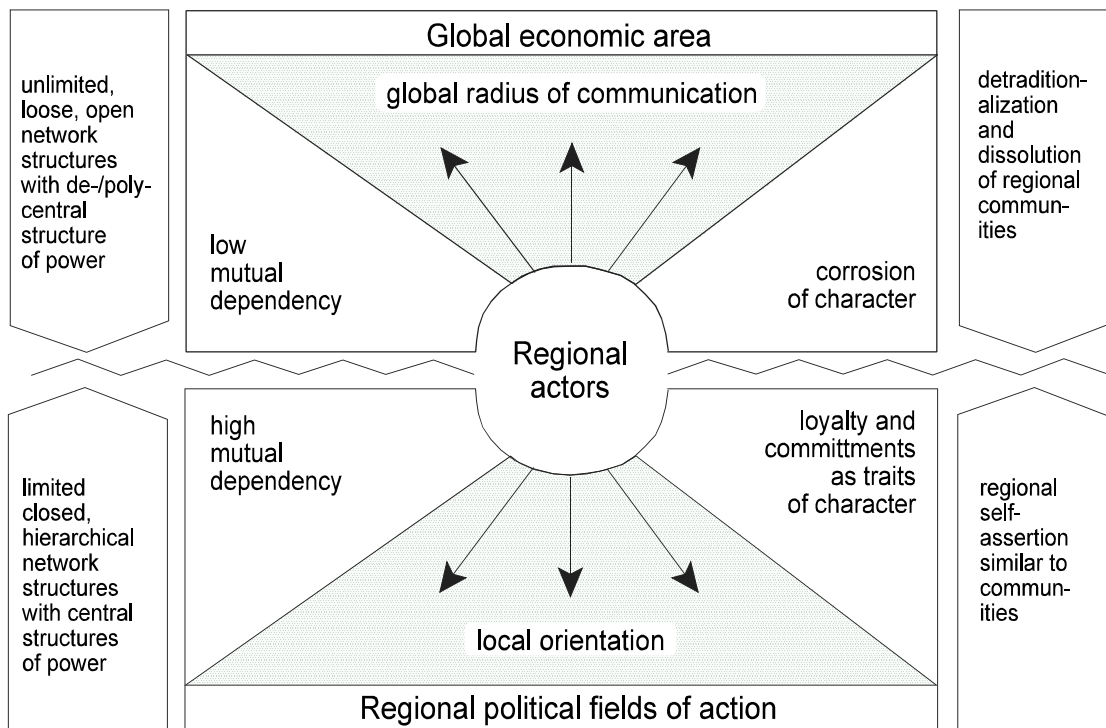 Global economic area
unlimited,
loose, open
network
structures
with de-/poly-
central
structure
of power
global radius of communication
low
mutual
dependency
corrosion
of character
detradition-
alization
and
dissolution
of regional
commun-
ities
Regional
actors
limited
closed,
hierarchical
network
structures
with central
structures
of power
high
mutual
dependency
loyalty and
committments
as traits
of character
local orientation
regional
self-
assertion
similar to
commun-
ities
Regional political fields of action